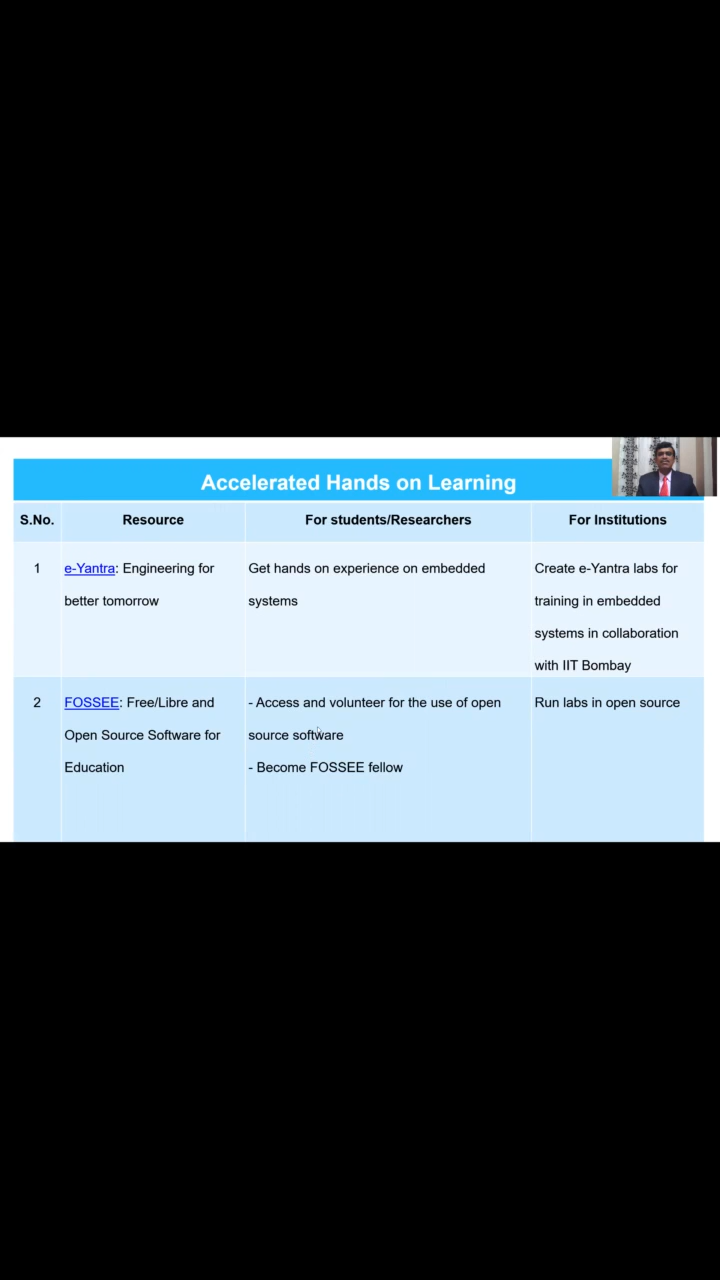 Accelerated Hands on Learning
S.No. Resource For students/Researchers For Institutions
1 e-Yantra: Engineering for Get hands on experience on embedded Create e-Yantra labs for
better tomorrow systems training in embedded
systems in collaboration
with IIT Bombay
2 FOSSEE: Free/Libre and - Access and volunteer for the use of open Run labs in open source
Open Source Software for source software
Education - Become FOSSEE fellow